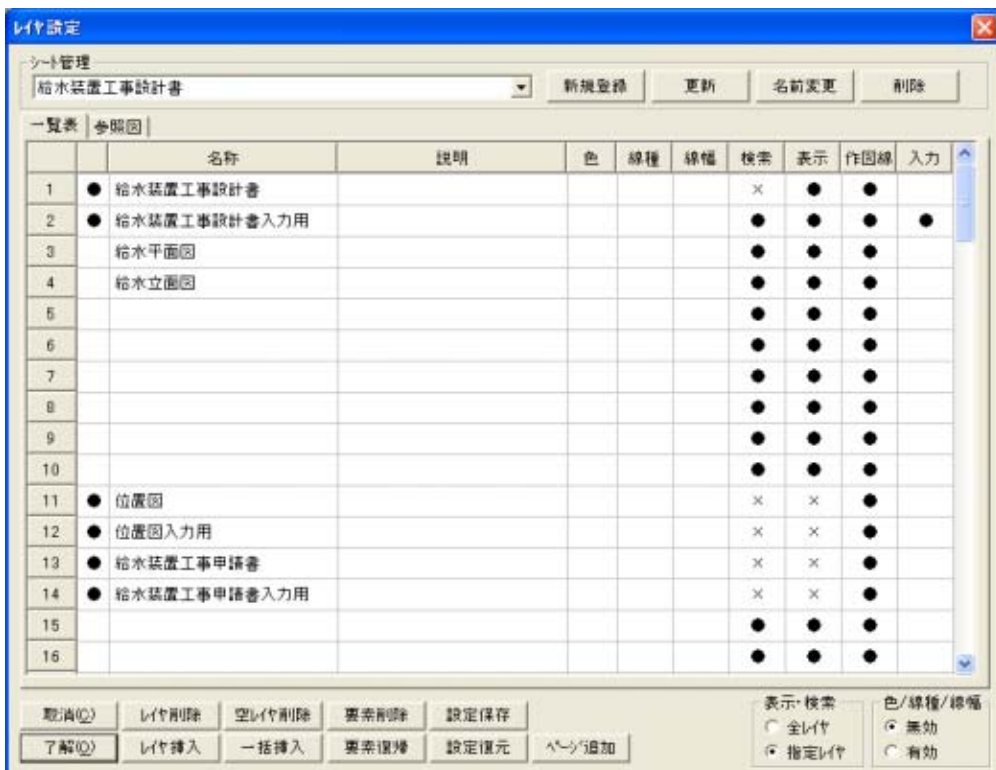 ﾚｲﾔ設定
ｼｰﾄ管理
給水装置工事設計書 新規登録 更新 名前変更 削除
一覧表 参照図
名称 説明 色 線種 線幅 検索 表示 作図線 入力
1 ● 給水装置工事設計書 × ● ●
2 ● 給水装置工事設計書入力用 ● ● ● ●
3 給水平面図 ● ● ●
4 給水立面図 ● ● ●
5 ● ● ●
6 ● ● ●
7 ● ● ●
8 ● ● ●
9 ● ● ●
10 ● ● ●
11 ● 位置図 × × ●
12 ● 位置図入力用 × × ●
13 ● 給水装置工事申請書 × × ●
14 ● 給水装置工事申請書入力用 × × ●
15 ● ● ●
16 ● ● ●
取消(C) ﾚｲﾔ削除 空ﾚｲﾔ削除 要素削除 設定保存
了解(O) ﾚｲﾔ挿入 一括挿入 要素復帰 設定復元 ﾍﾟｰｼﾞ追加
表示・検索
全ﾚｲﾔ
指定ﾚｲﾔ
色/線種/線幅
無効
有効